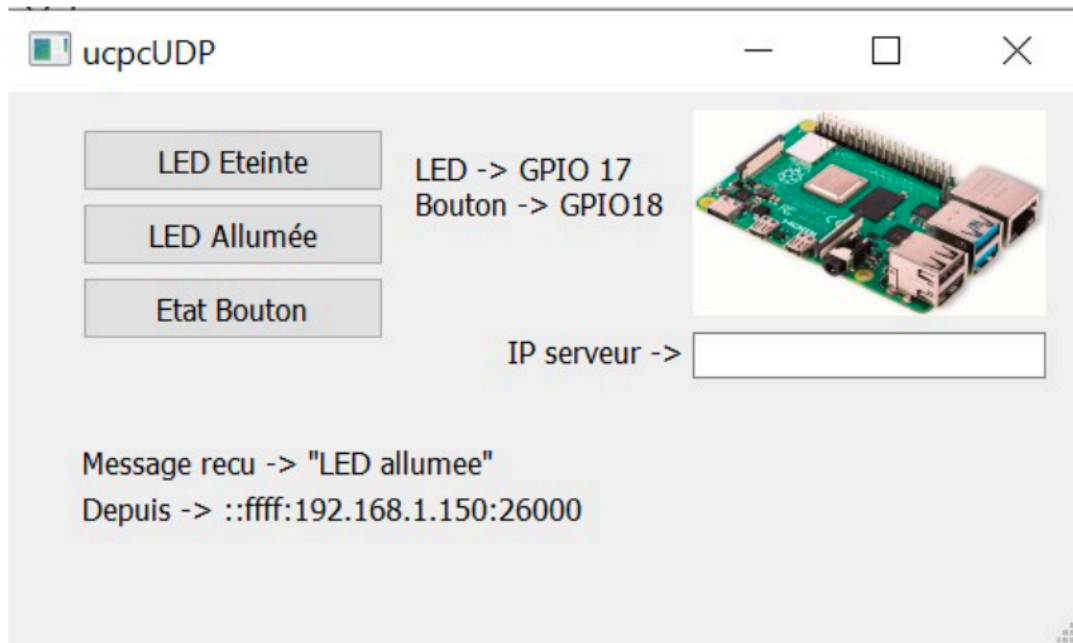 ucpcUDP
LED Eteinte
LED -> GPIO 17
LED Allumée
Bouton -> GPIO18
Etat Bouton
IP serveur ->
Message recu -> "LED allumee"
Depuis -> ::ffff:192.168.1.150:26000